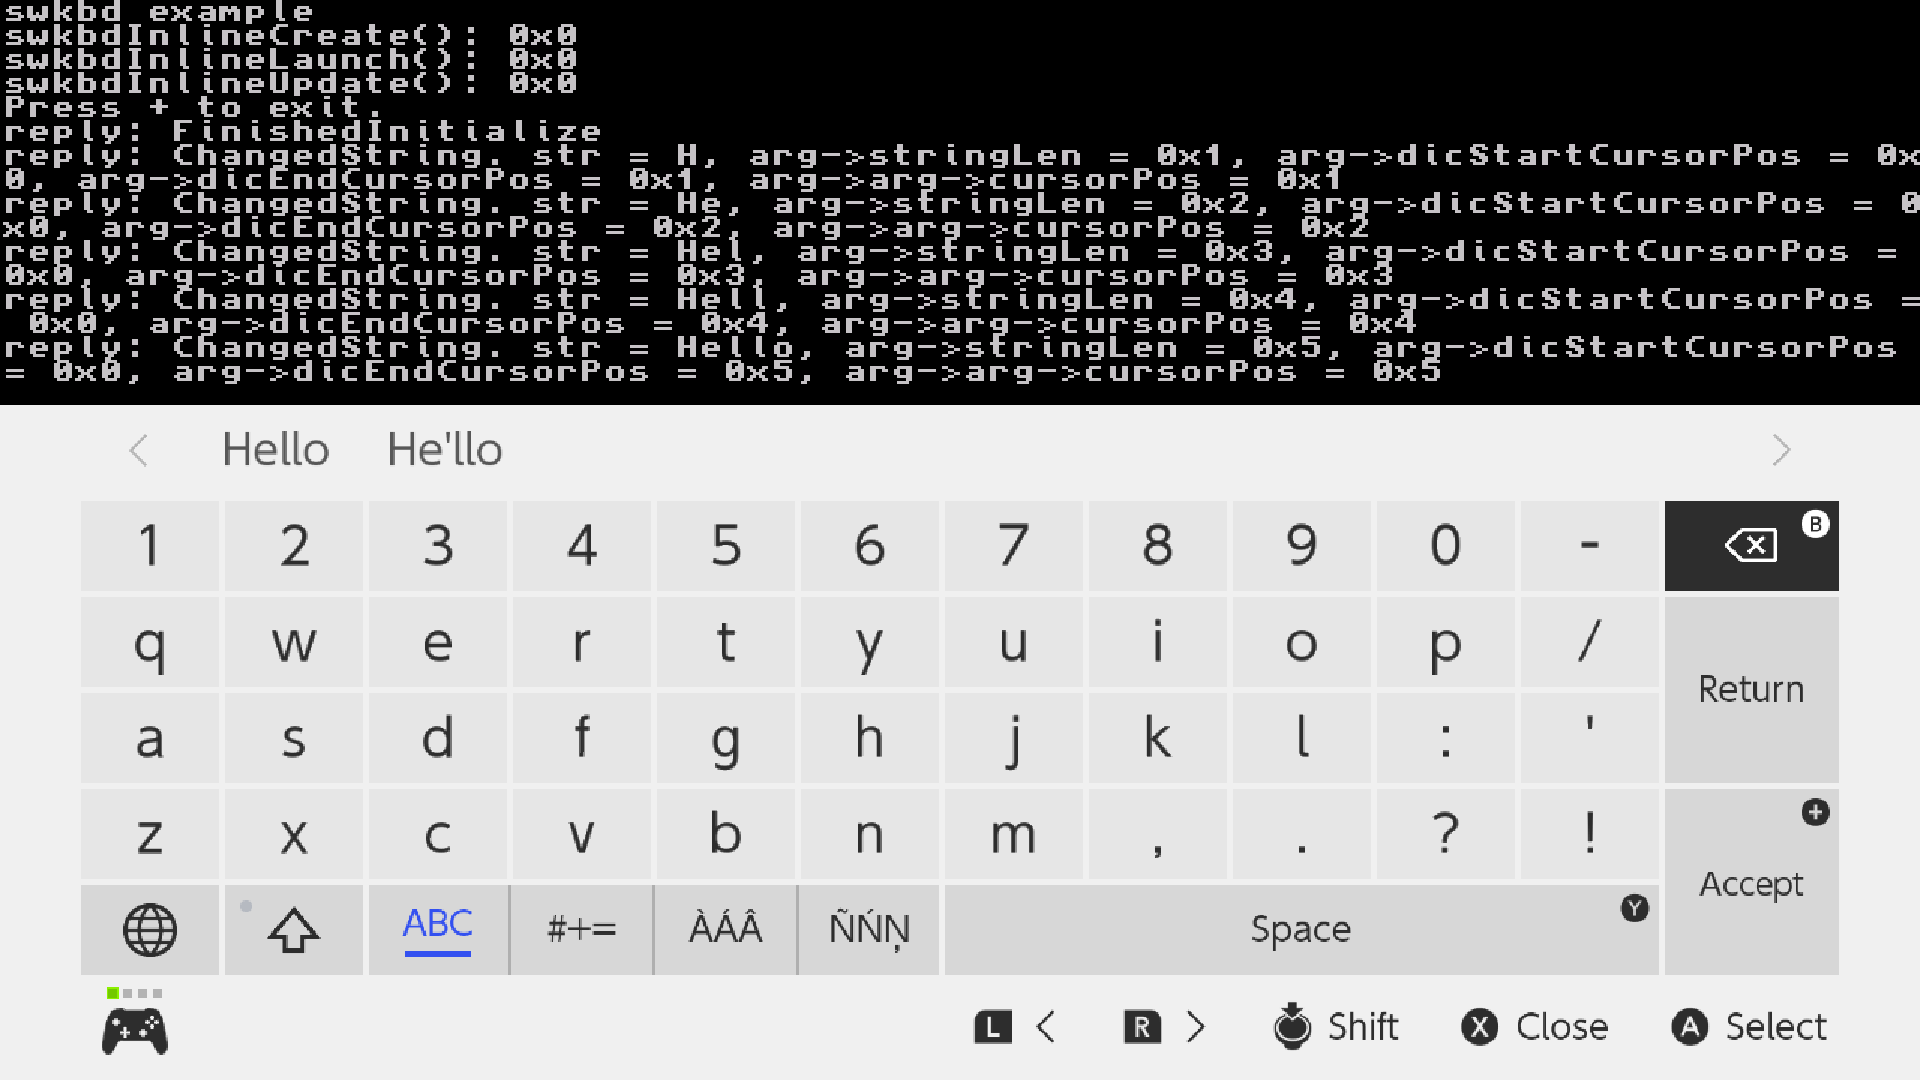 swkbd example
swkbdInlineCreate(): 0x0
swkbdInlineLaunch(): 0x0
swkbdInlineUpdate(): 0x0
Press + to exit.
reply: FinishedInitialize
reply: ChangedString. str = H, arg->stringLen = 0x1, arg->dicStartCursorPos = 0x
0, arg->dicEndCursorPos = 0x1, arg->arg->cursorPos = 0x1
reply: ChangedString. str = He, arg->stringLen = 0x2, arg->dicStartCursorPos = 0
x0, arg->dicEndCursorPos = 0x2, arg->arg->cursorPos = 0x2
reply: ChangedString. str = Hel, arg->stringLen = 0x3, arg->dicStartCursorPos =
0x0, arg->dicEndCursorPos = 0x3, arg->arg->cursorPos = 0x3
reply: ChangedString. str = Hell, arg->stringLen = 0x4, arg->dicStartCursorPos =
0x0, arg->dicEndCursorPos = 0x4, arg->arg->cursorPos = 0x4
reply: ChangedString. str = Hello, arg->stringLen = 0x5, arg->dicStartCursorPos
= 0x0, arg->dicEndCursorPos = 0x5, arg->arg->cursorPos = 0x5
Hello He'llo
1 2 3 4 5 6 7 8 9 0 - B
q w e r t y u i o p / Return
a s d f g h j k l : '
z x c v b n m , . ? ! + Accept
ABC #+= ÀÁÂ ÑŃŅ Space Y
L < R > Shift X Close A Select